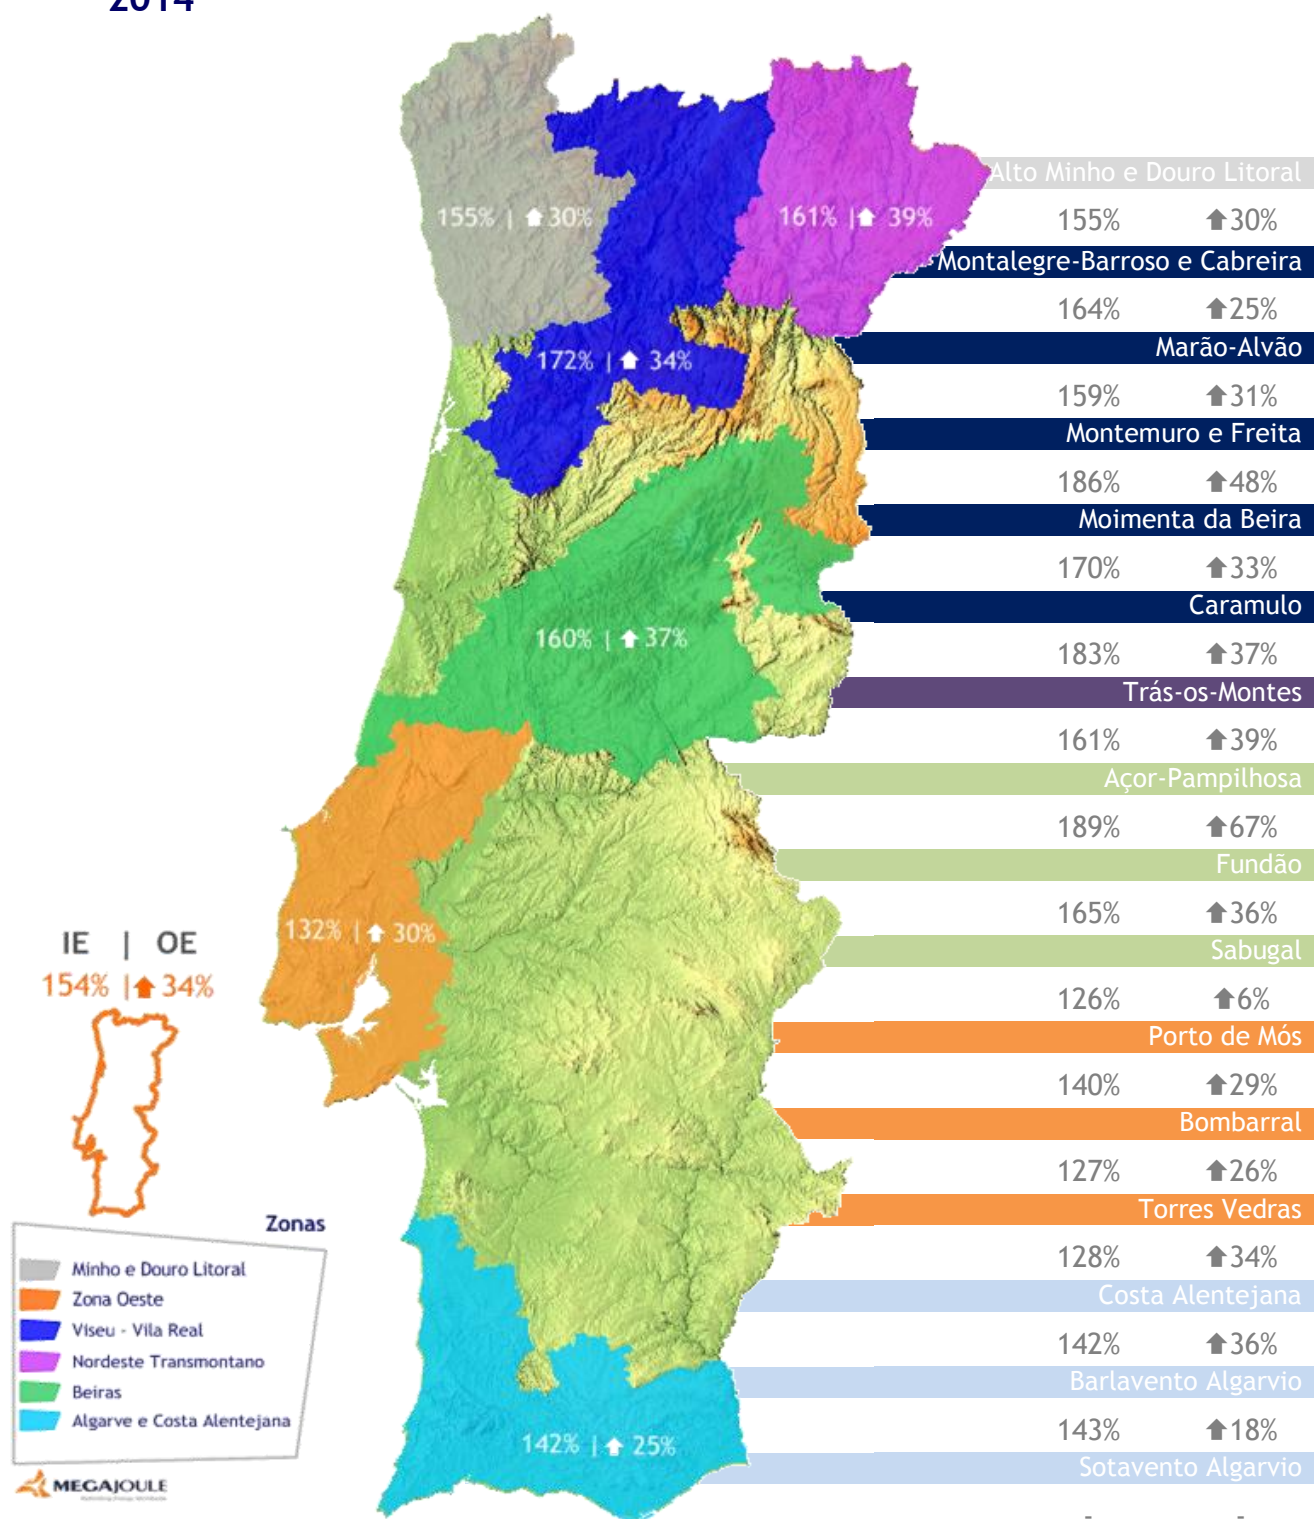 2014
Alto Minho e Douro Litoral
155% | 30%
161% | 39%
155% 30%
Montalegre-Barroso e Cabreira
164% 25%
Marão-Alvão
172% | 34%
159% 31%
Montemuro e Freita
186% 48%
Moimenta da Beira
170% 33%
Caramulo
160% | 37%
183% 37%
Trás-os-Montes
161% 39%
Açor-Pampilhosa
189% 67%
Fundão
165% 36%
132% | 30%
IE | OE
Sabugal
154% | 34%
126% 6%
Porto de Mós
140% 29%
Bombarral
127% 26%
Torres Vedras
Zonas
128% 34%
Minho e Douro Litoral
Zona Oeste
Viseu - Vila Real
Nordeste Transmontano
Beiras
Algarve e Costa Alentejana
Costa Alentejana
142% 36%
Barlavento Algarvio
143% 18%
142% | 25%
Sotavento Algarvio
MEGAJOULE
- -